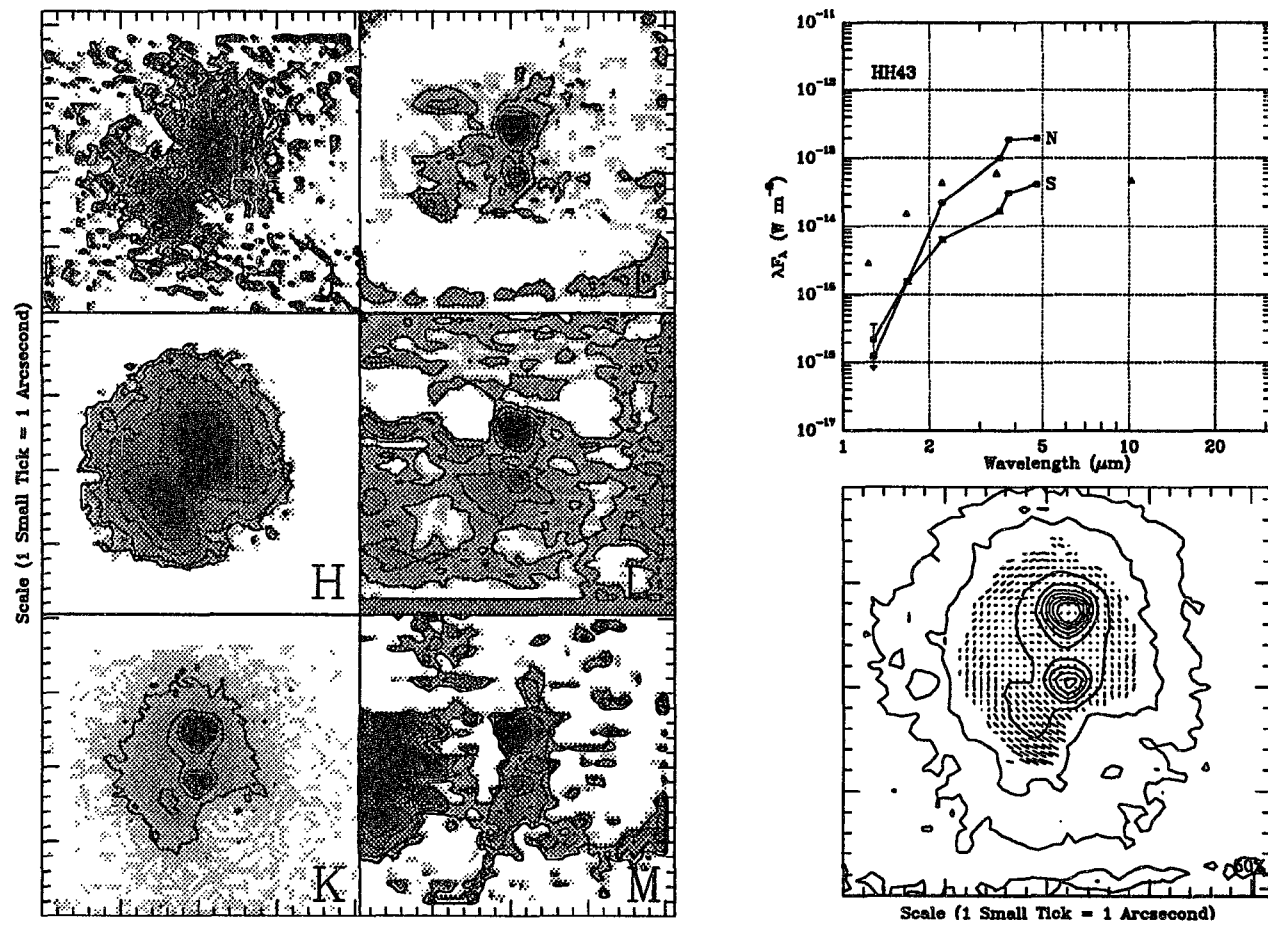 Scale (1 Small Tick = 1 Arcsecond)
J
L'
H
L
K
M
10⁻¹¹
10⁻¹²
10⁻¹³
10⁻¹⁴
10⁻¹⁵
10⁻¹⁶
10⁻¹⁷
λFλ (W m⁻²)
HH43
N
S
1
2
5
10
20
Wavelength (μm)
60%
Scale (1 Small Tick = 1 Arcsecond)